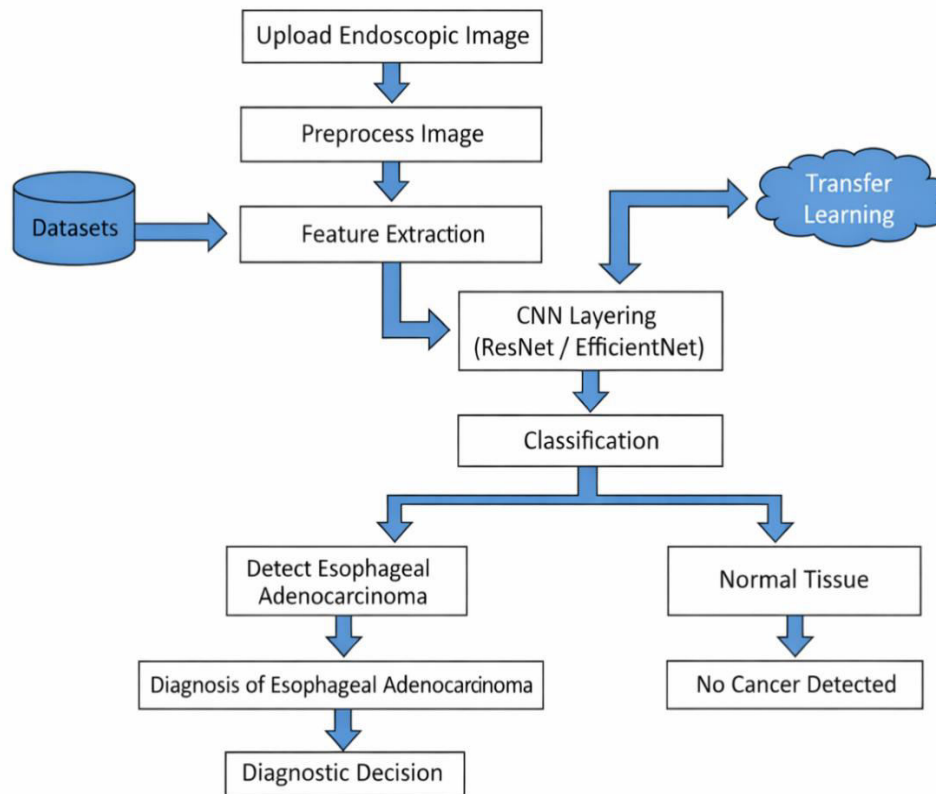 Upload Endoscopic Image
Preprocess Image
Datasets
Feature Extraction
Transfer
Learning
CNN Layering
(ResNet / EfficientNet)
Classification
Detect Esophageal
Adenocarcinoma
Normal Tissue
Diagnosis of Esophageal Adenocarcinoma
No Cancer Detected
Diagnostic Decision